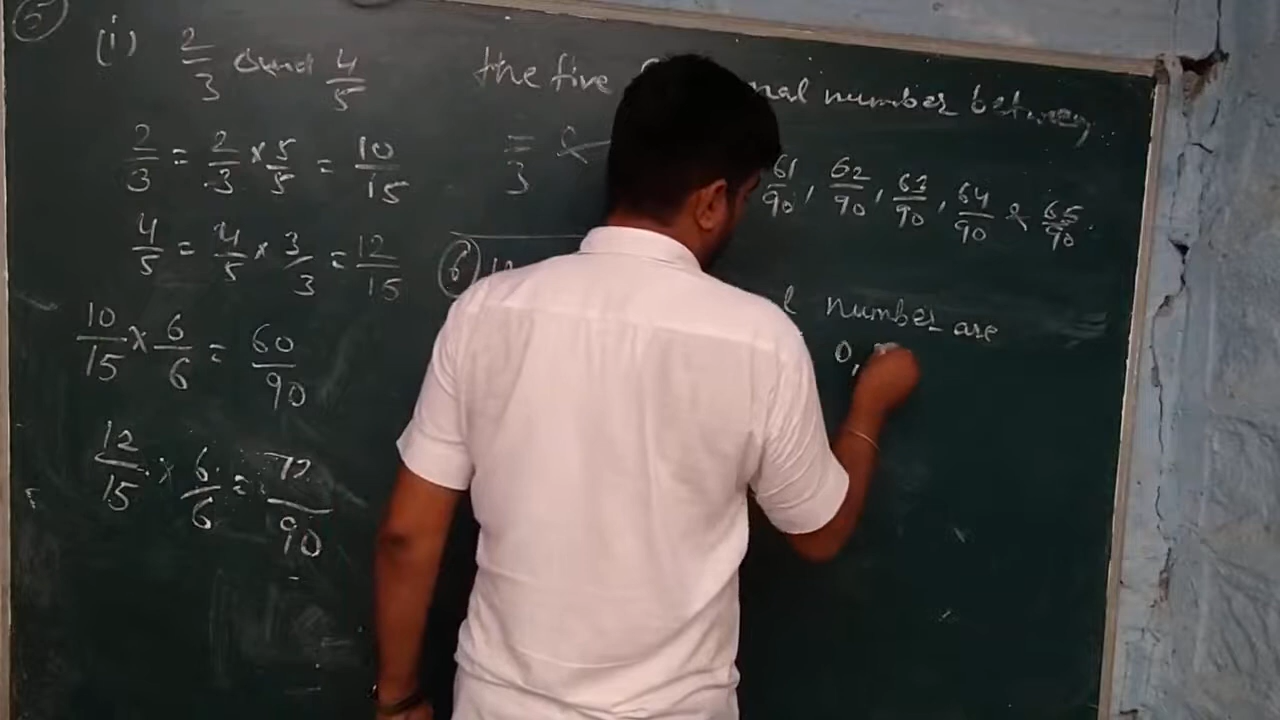 5
(i) 2/3 and 4/5
2/3 = 2/3 × 5/5 = 10/15
4/5 = 4/5 × 3/3 = 12/15
10/15 × 6/6 = 60/90
= 12/15 × 6/6 = 72/90
the five nal number between
3 &
61/90, 62/90, 63/90, 64/90 & 65/90.
6
number are
0,